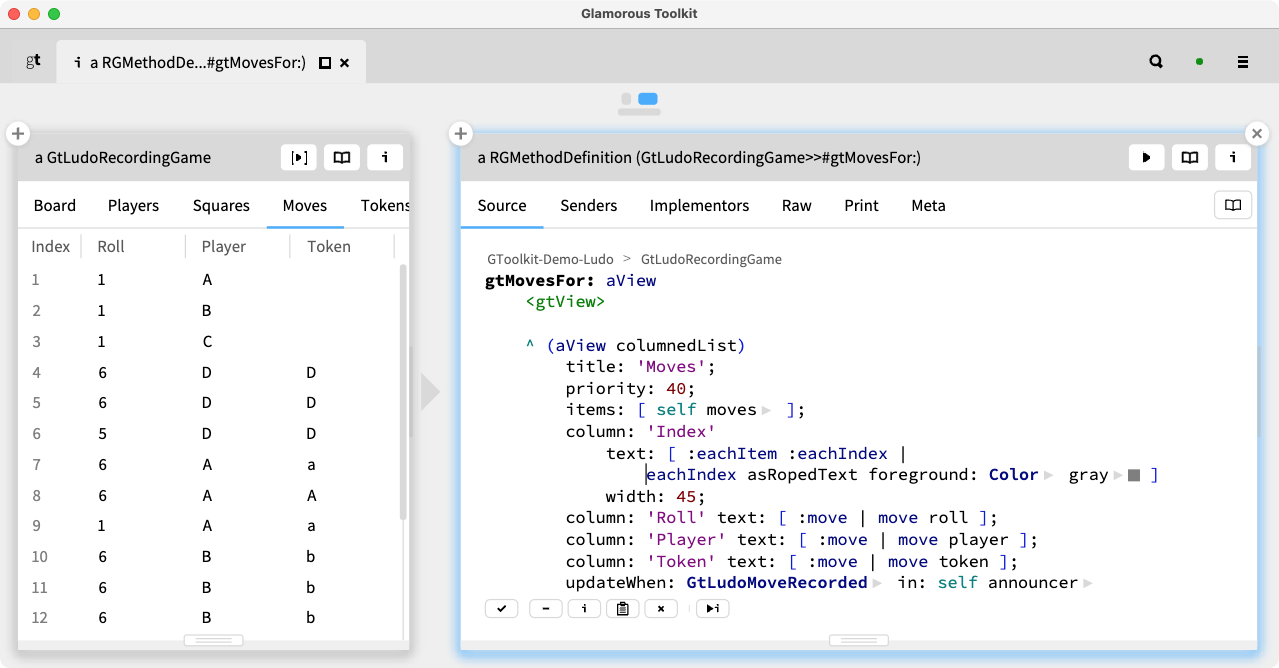 Glamorous Toolkit
gt
i a RGMethodDe...#gtMovesFor:)
a GtLudoRecordingGame
i
Board Players Squares Moves Tokens
Index Roll Player Token
1 1 A
2 1 B
3 1 C
4 6 D D
5 6 D D
6 5 D D
7 6 A a
8 6 A A
9 1 A a
10 6 B b
11 6 B b
12 6 B b
a RGMethodDefinition (GtLudoRecordingGame>>#gtMovesFor:)
i
Source Senders Implementors Raw Print Meta
GToolkit-Demo-Ludo > GtLudoRecordingGame
gtMovesFor: aView
<gtView>
^ (aView columnedList)
title: 'Moves';
priority: 40;
items: [ self moves ];
column: 'Index'
text: [ :eachItem :eachIndex |
eachIndex asRopedText foreground: Color gray ]
width: 45;
column: 'Roll' text: [ :move | move roll ];
column: 'Player' text: [ :move | move player ];
column: 'Token' text: [ :move | move token ];
updateWhen: GtLudoMoveRecorded in: self announcer
i
i